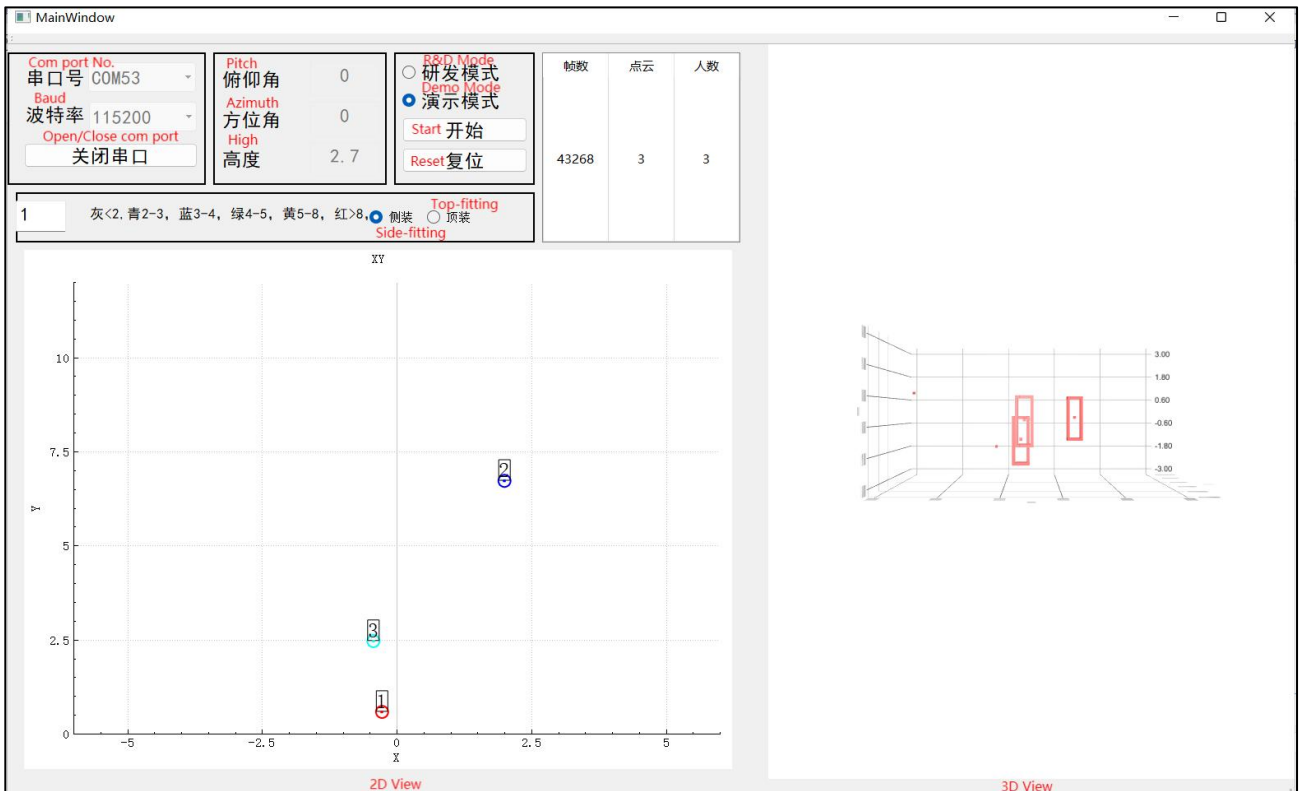 MainWindow
Com port No.
串口号 COM53
Baud
波特率 115200
Open/Close com port
关闭串口
Pitch
俯仰角 0
Azimuth
方位角 0
High
高度 2.7
R&D Mode
研发模式
Demo Mode
演示模式
Start 开始
Reset 复位
帧数 点云 人数
43268 3 3
1 灰<2.青2-3, 蓝3-4, 绿4-5, 黄5-8, 红>8, 侧装 顶装
Top-fitting
Side-fitting
XY
10
7.5
5
2.5
0
Y
2
3
1
-5 -2.5 0 2.5 5
X
2D View
3.00
1.80
0.60
-0.60
-1.80
-3.00
3D View